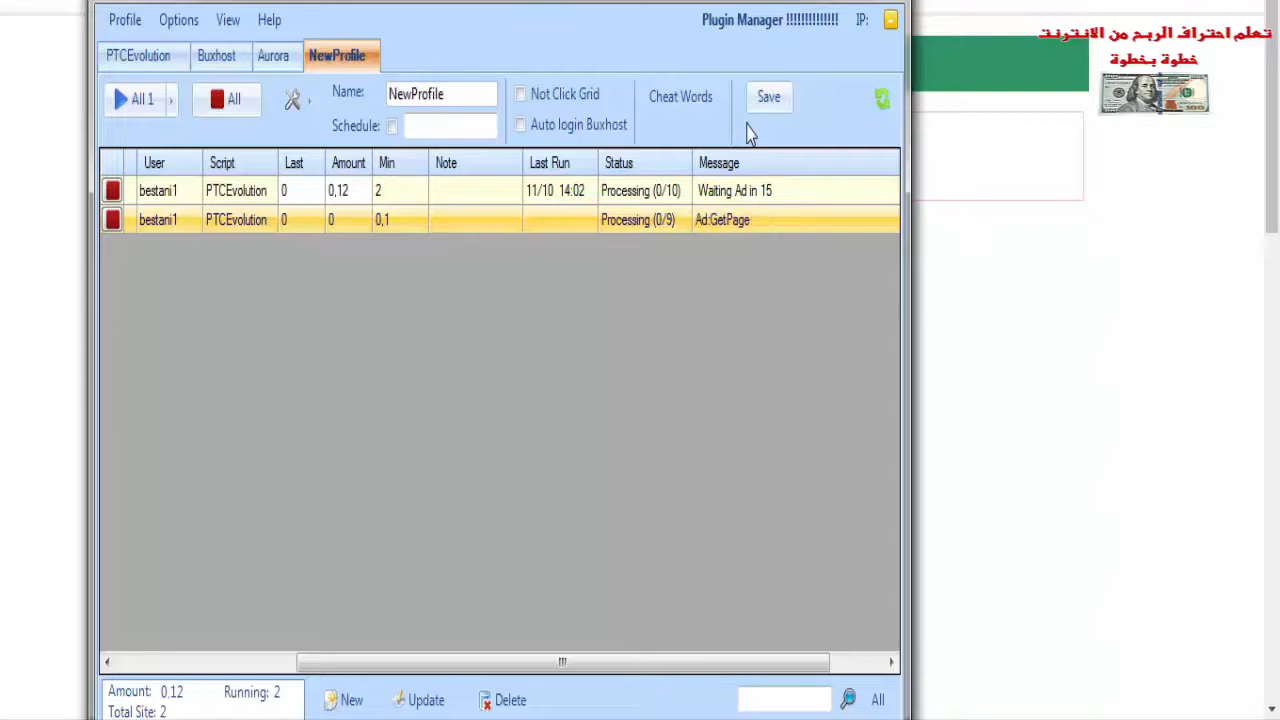 Profile Options View Help Plugin Manager !!!!!!!!!!!!!! IP:
تعلم احتراف الربح من الانترنت
خطوة بخطوة
PTCEvolution Buxhost Aurora NewProfile
All 1 All Name: NewProfile Not Click Grid Cheat Words Save
Schedule: Auto login Buxhost
User Script Last Amount Min Note Last Run Status Message
bestani1 PTCEvolution 0 0,12 2 11/10 14:02 Processing (0/10) Waiting Ad in 15
bestani1 PTCEvolution 0 0 0,1 Processing (0/9) Ad:GetPage
Amount: 0,12 Running: 2 New Update Delete All
Total Site: 2